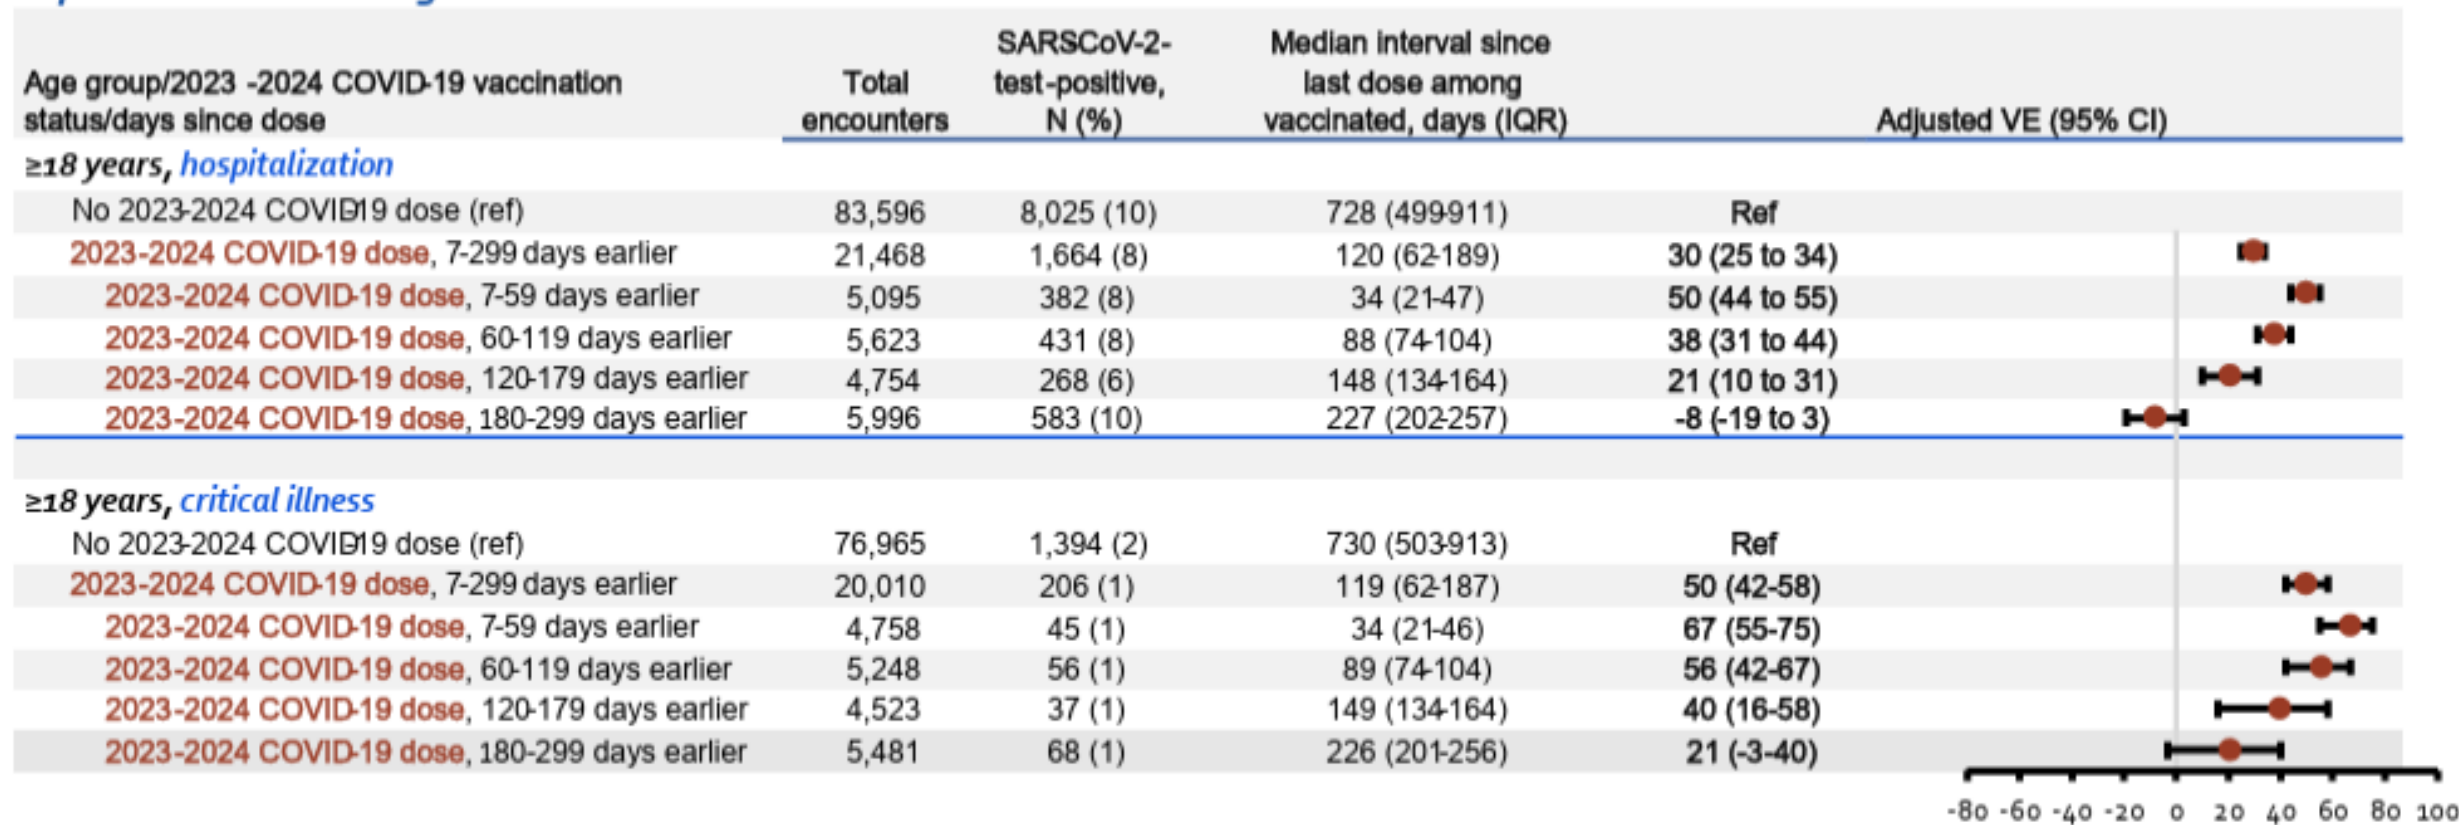 SARSCoV-2- Median interval since
Age group/2023 -2024 COVID-19 vaccination Total test-positive, last dose among
status/days since dose encounters N (%) vaccinated, days (IQR) Adjusted VE (95% CI)
≥18 years, hospitalization
No 2023-2024 COVID19 dose (ref) 83,596 8,025 (10) 728 (499-911) Ref
2023-2024 COVID-19 dose, 7-299 days earlier 21,468 1,664 (8) 120 (62-189) 30 (25 to 34)
2023-2024 COVID-19 dose, 7-59 days earlier 5,095 382 (8) 34 (21-47) 50 (44 to 55)
2023-2024 COVID-19 dose, 60-119 days earlier 5,623 431 (8) 88 (74-104) 38 (31 to 44)
2023-2024 COVID-19 dose, 120-179 days earlier 4,754 268 (6) 148 (134-164) 21 (10 to 31)
2023-2024 COVID-19 dose, 180-299 days earlier 5,996 583 (10) 227 (202-257) -8 (-19 to 3)
≥18 years, critical illness
No 2023-2024 COVID19 dose (ref) 76,965 1,394 (2) 730 (503-913) Ref
2023-2024 COVID-19 dose, 7-299 days earlier 20,010 206 (1) 119 (62-187) 50 (42-58)
2023-2024 COVID-19 dose, 7-59 days earlier 4,758 45 (1) 34 (21-46) 67 (55-75)
2023-2024 COVID-19 dose, 60-119 days earlier 5,248 56 (1) 89 (74-104) 56 (42-67)
2023-2024 COVID-19 dose, 120-179 days earlier 4,523 37 (1) 149 (134-164) 40 (16-58)
2023-2024 COVID-19 dose, 180-299 days earlier 5,481 68 (1) 226 (201-256) 21 (-3-40)
-80 -60 -40 -20 0 20 40 60 80 100